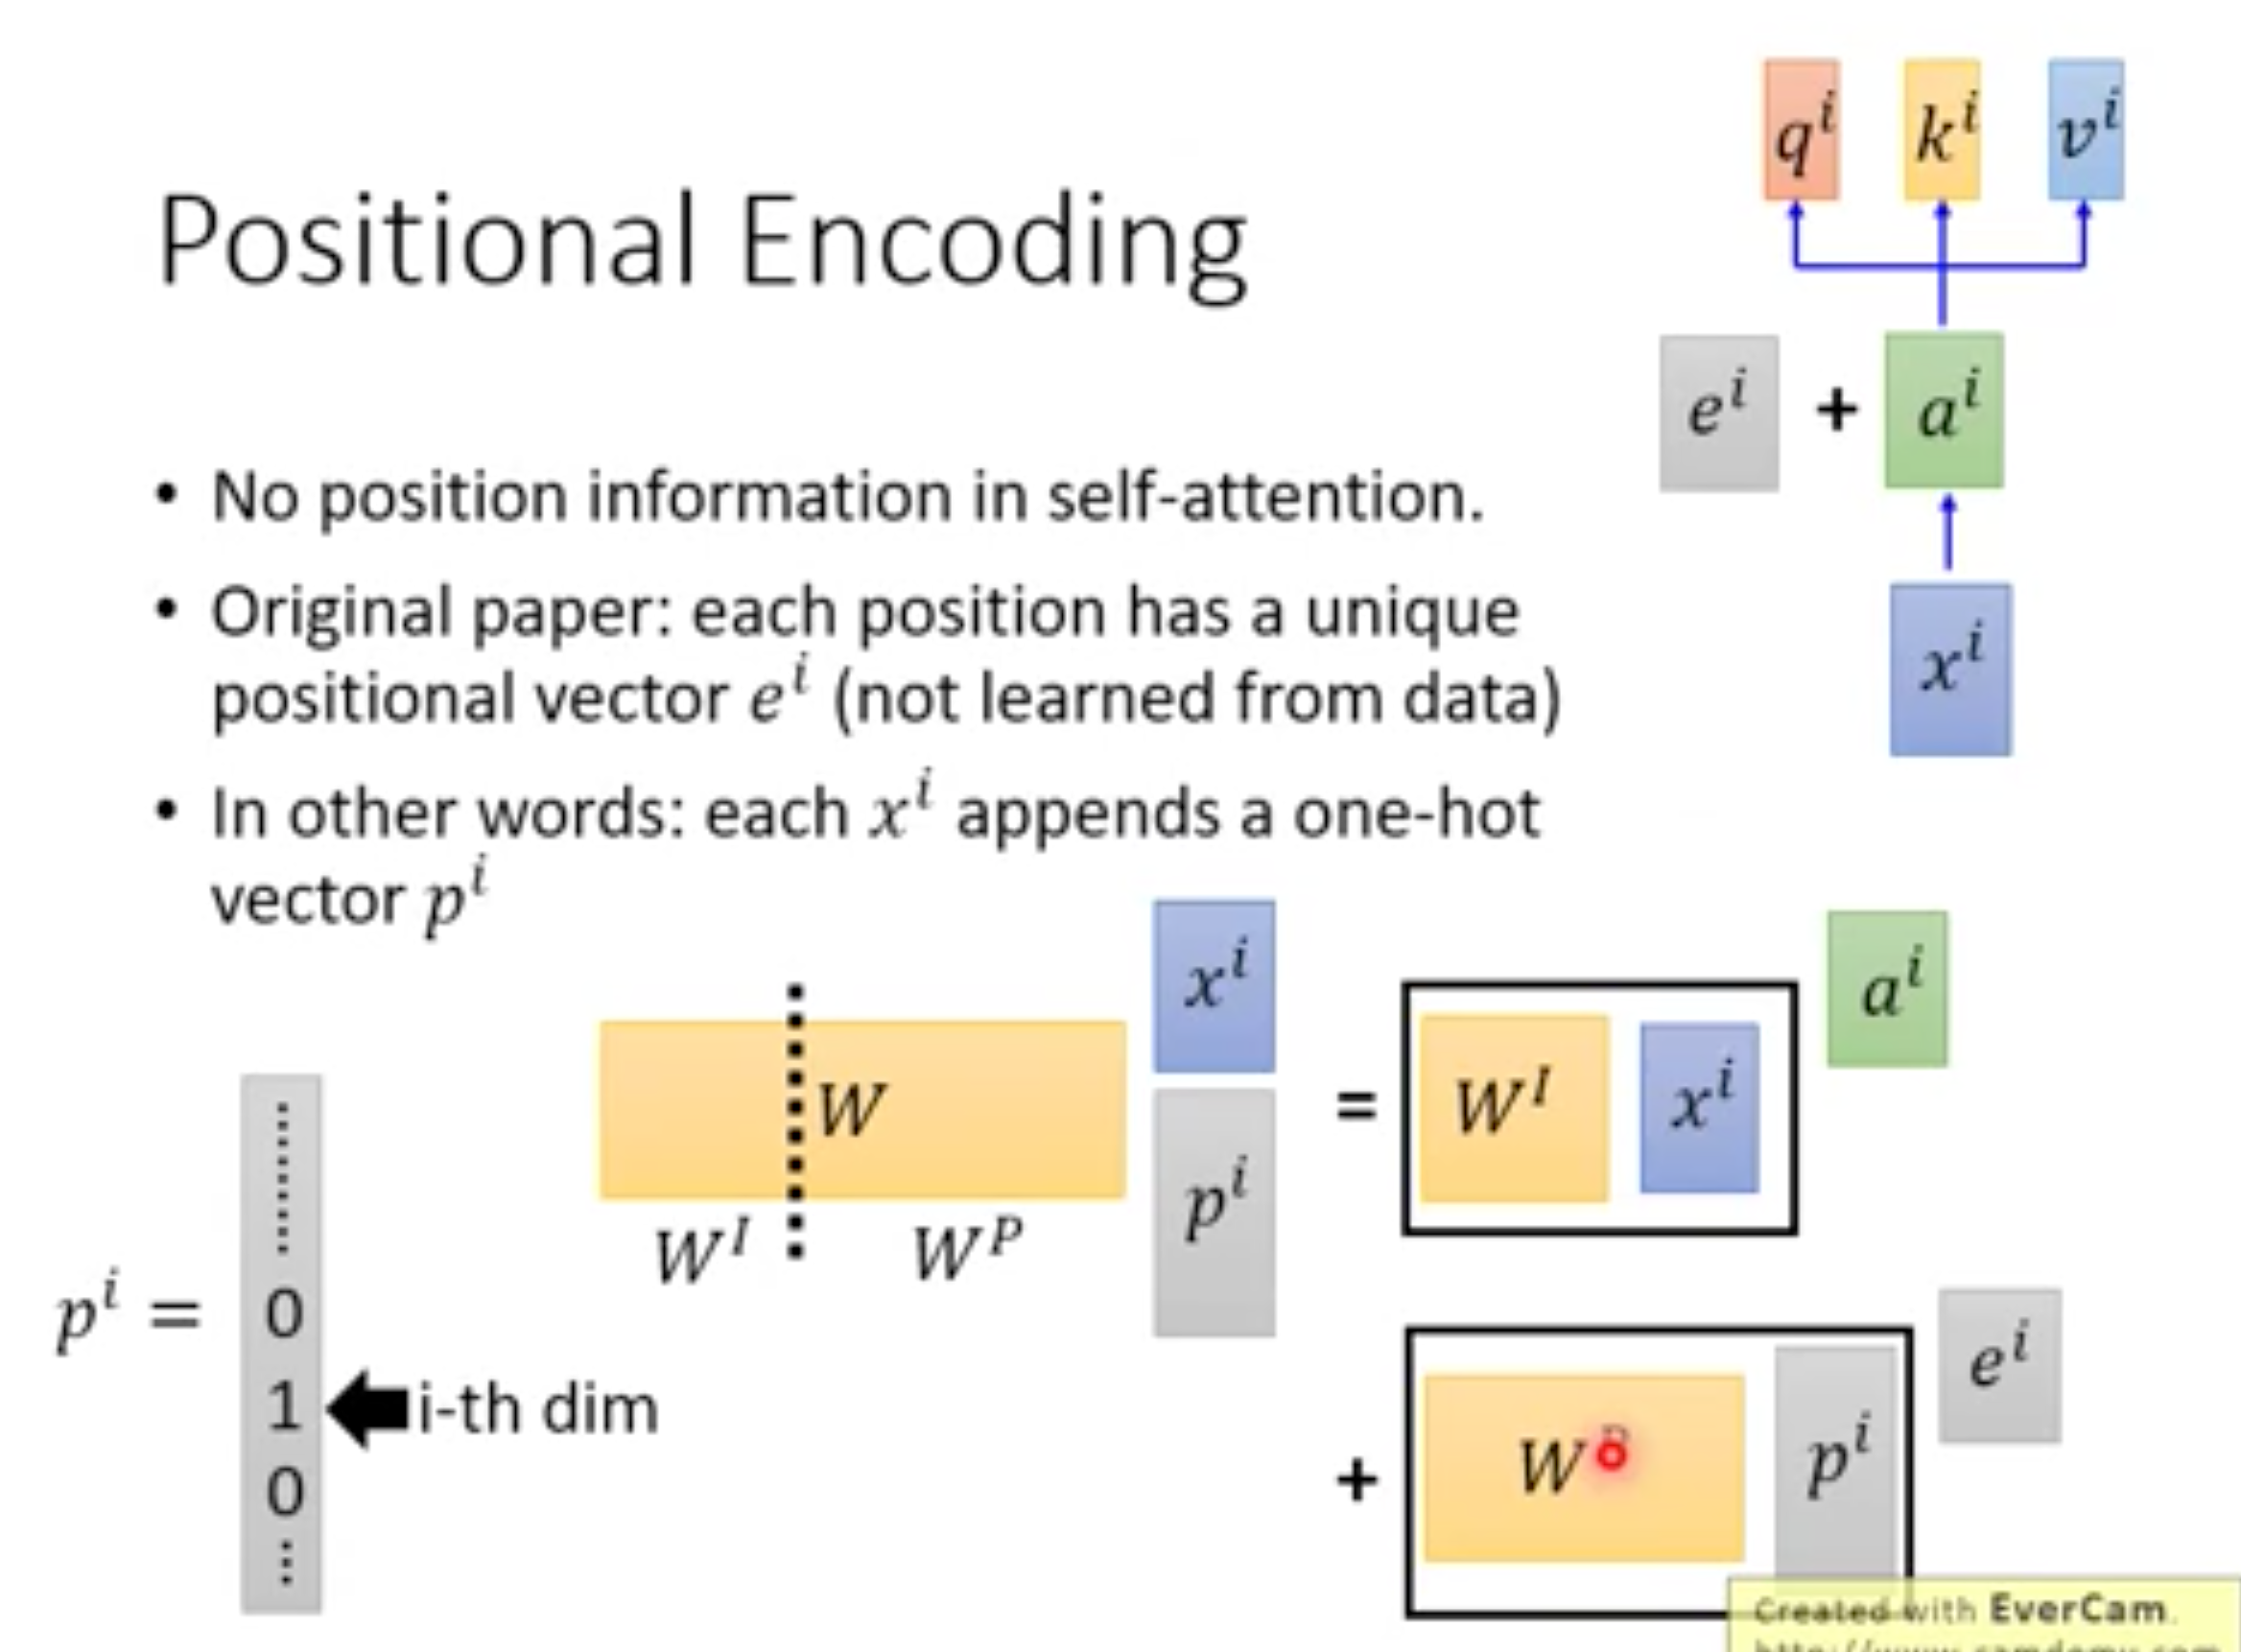 q^i k^i v^i
Positional Encoding
e^i + a^i
• No position information in self-attention.
• Original paper: each position has a unique
positional vector e^i (not learned from data)
x^i
• In other words: each x^i appends a one-hot
vector p^i
x^i
a^i
W
= W^I x^i
p^i
W^I W^P
p^i =
0
1 i-th dim
0
e^i
+ W p^i
Created with EverCam.